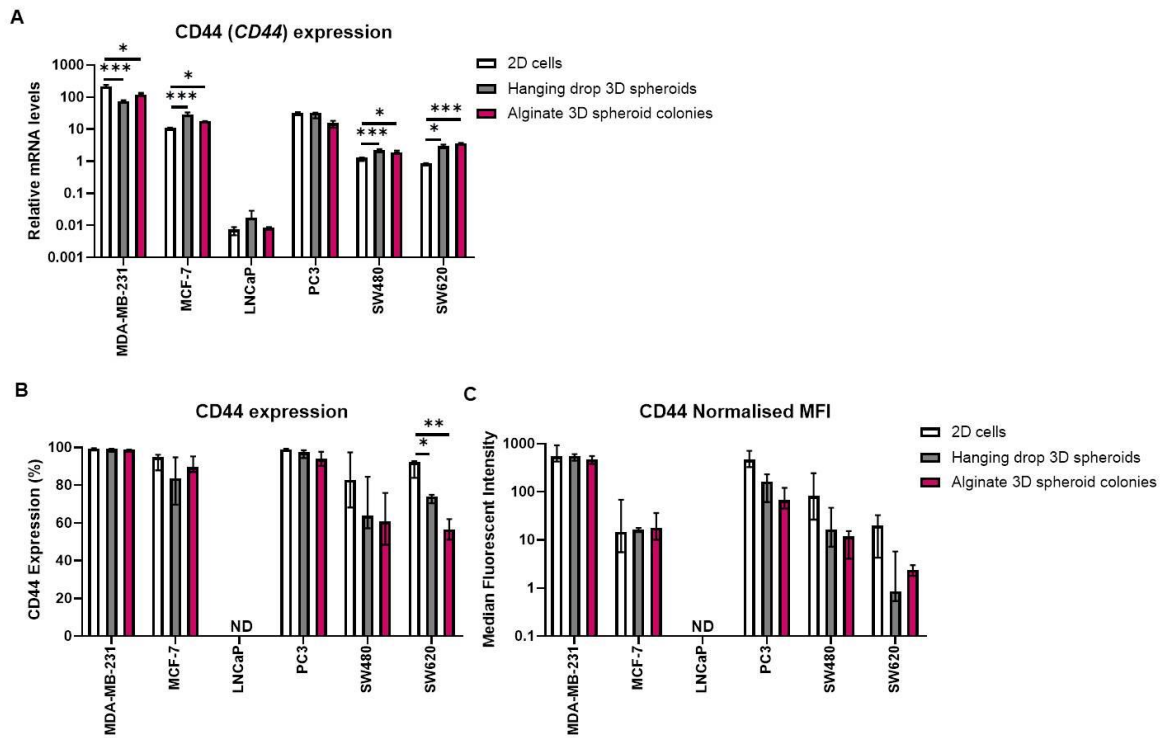 A
CD44 (CD44) expression
* * * * *
*** *** *** * ***
Relative mRNA levels
1000
100
10
1
0.1
0.01
0.001
MDA-MB-231
MCF-7
LNCaP
PC3
SW480
SW620
2D cells
Hanging drop 3D spheroids
Alginate 3D spheroid colonies
B
CD44 expression
CD44 Expression (%)
100
80
60
40
20
0
**
*
ND
MDA-MB-231
MCF-7
LNCaP
PC3
SW480
SW620
C
CD44 Normalised MFI
Median Fluorescent Intensity
1000
100
10
1
0.1
ND
MDA-MB-231
MCF-7
LNCaP
PC3
SW480
SW620
2D cells
Hanging drop 3D spheroids
Alginate 3D spheroid colonies